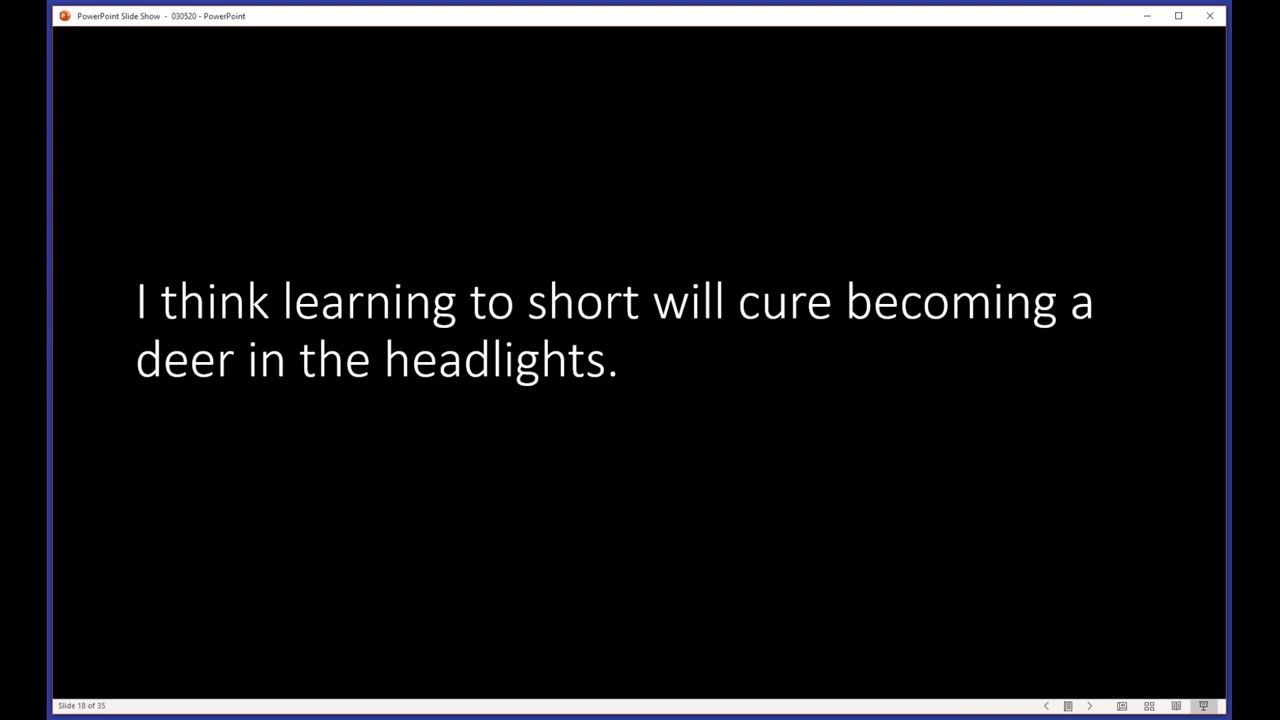 PowerPoint Slide Show - 030520 - PowerPoint
I think learning to short will cure becoming a
deer in the headlights.
Slide 18 of 35